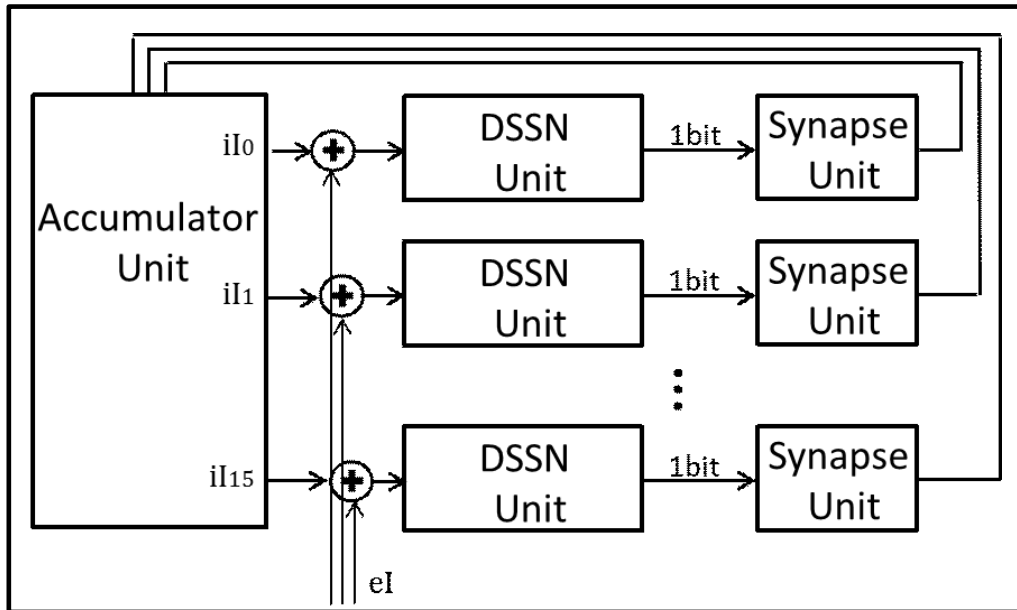 Accumulator
Unit
iI0
DSSN
Unit
1bit
Synapse
Unit
iI1
DSSN
Unit
1bit
Synapse
Unit
iI15
DSSN
Unit
1bit
Synapse
Unit
eI